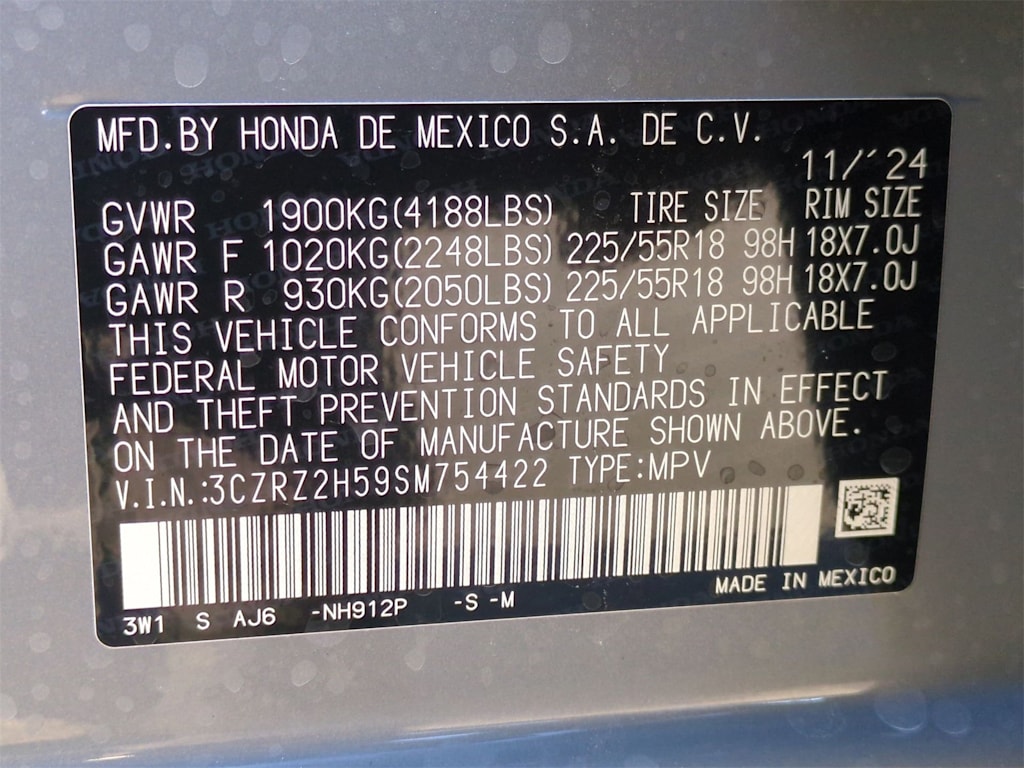 MFD.BY HONDA DE MEXICO S.A. DE C.V.
11/´24
GVWR 1900KG(4188LBS) TIRE SIZE RIM SIZE
GAWR F 1020KG(2248LBS) 225/55R18 98H 18X7.0J
GAWR R 930KG(2050LBS) 225/55R18 98H 18X7.0J
THIS VEHICLE CONFORMS TO ALL APPLICABLE
FEDERAL MOTOR VEHICLE SAFETY
AND THEFT PREVENTION STANDARDS IN EFFECT
ON THE DATE OF MANUFACTURE SHOWN ABOVE.
V.I.N.:3CZRZ2H59SM754422 TYPE:MPV
MADE IN MEXICO
3W1 S AJ6 -NH912P -S -M